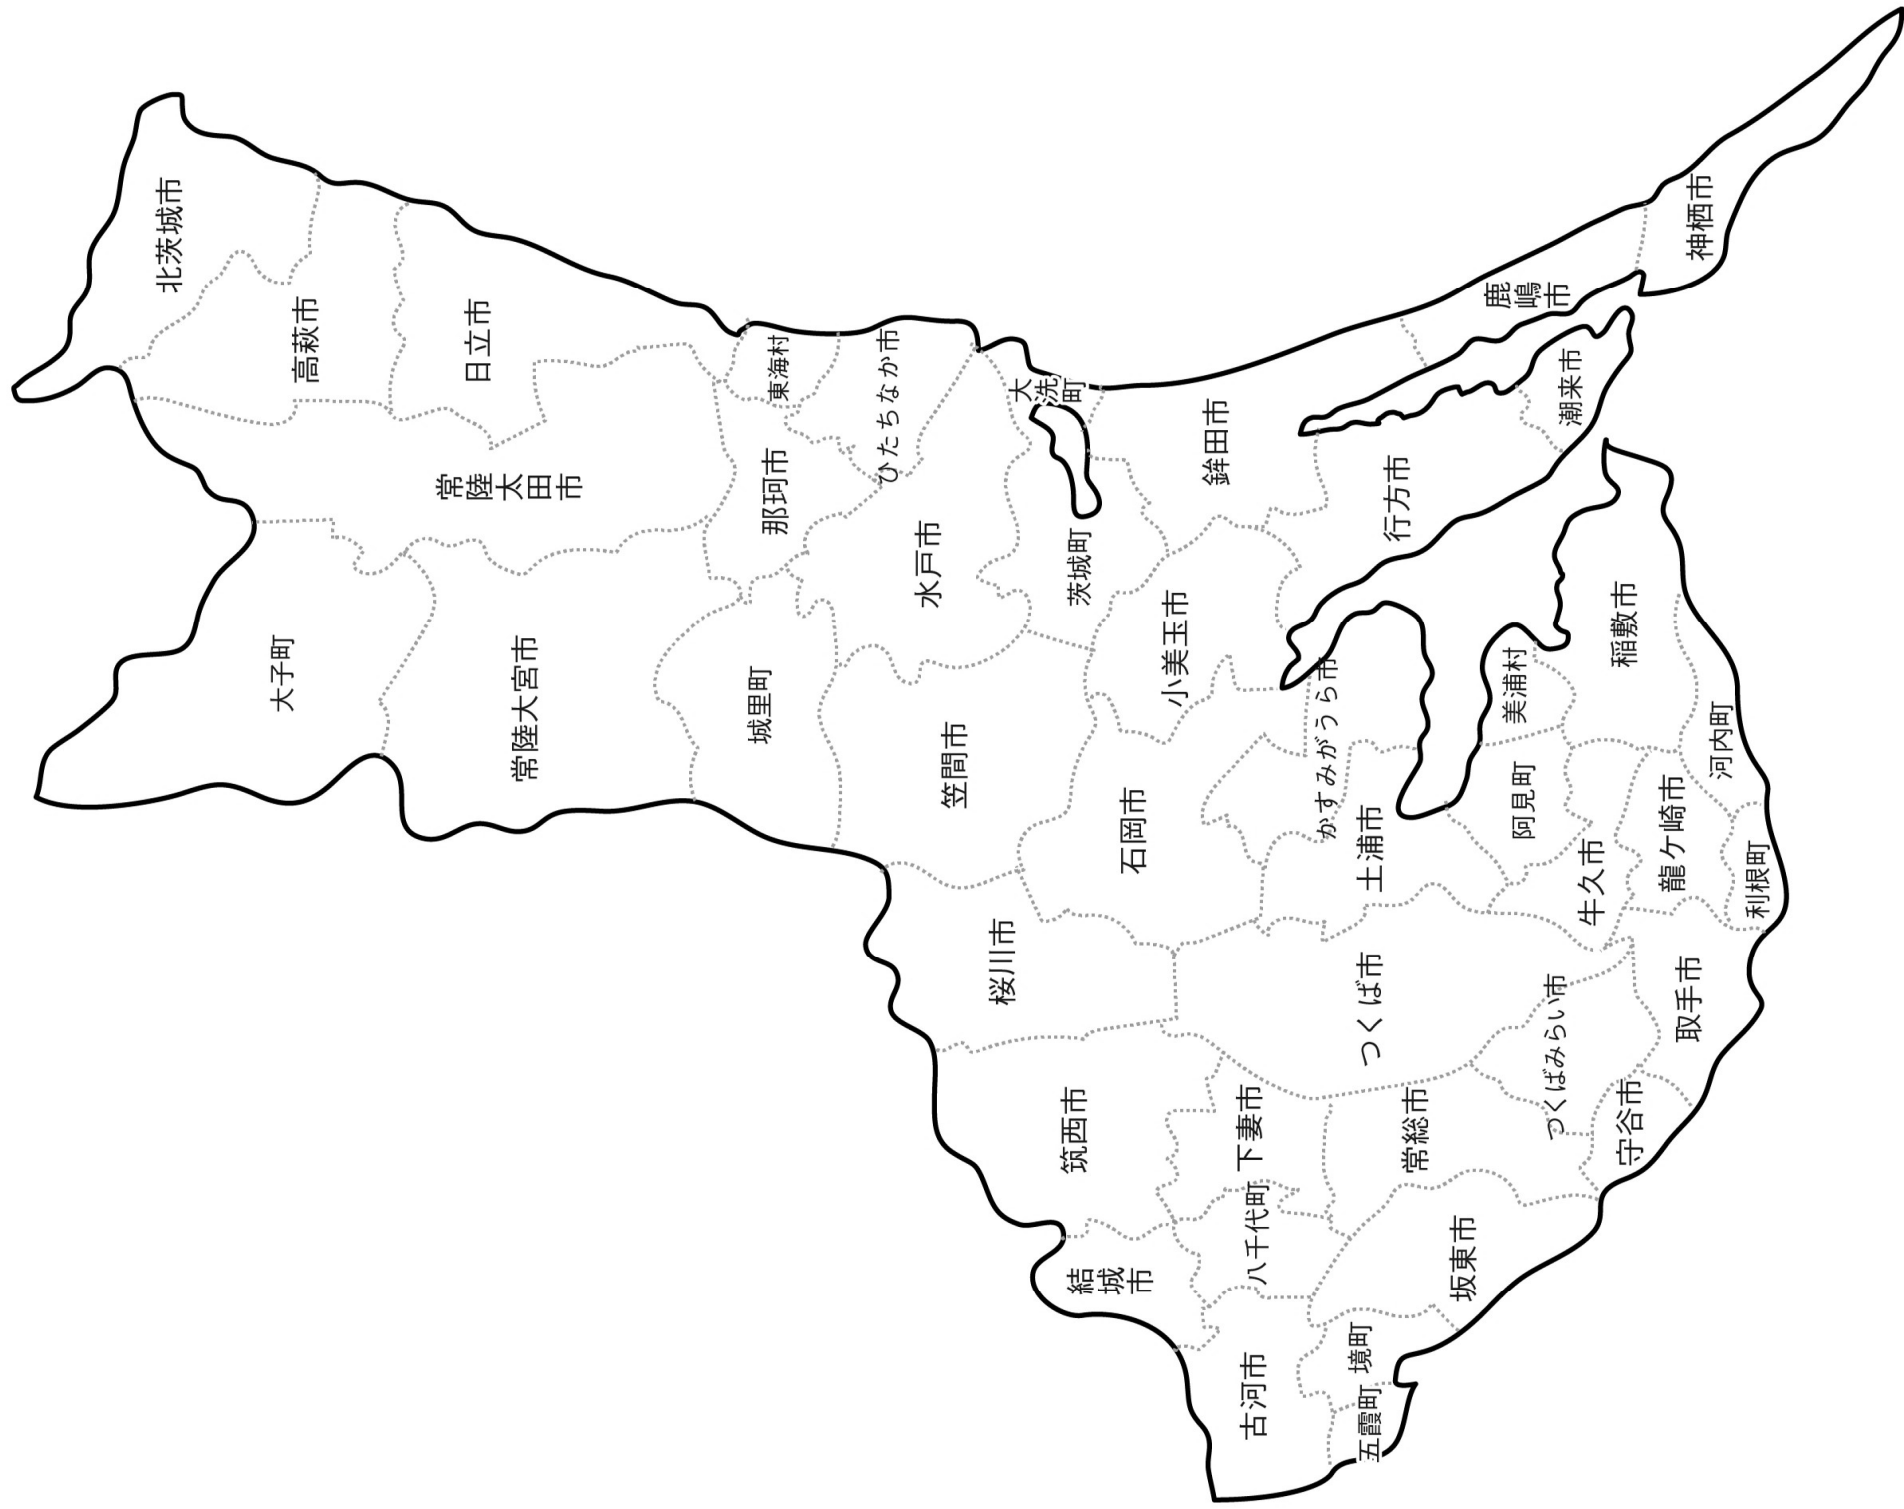 北茨城市
高萩市
日立市
常陸太田市
大子町
常陸大宮市
東海村
那珂市
ひたちなか市
城里町
水戸市
大洗町
茨城町
笠間市
鉾田市
小美玉市
石岡市
桜川市
行方市
鹿嶋市
神栖市
潮来市
かすみがうら市
土浦市
美浦村
稲敷市
阿見町
牛久市
龍ケ崎市
河内町
利根町
つくば市
つくばみらい市
取手市
守谷市
筑西市
下妻市
常総市
結城市
八千代町
坂東市
古河市
境町
五霞町